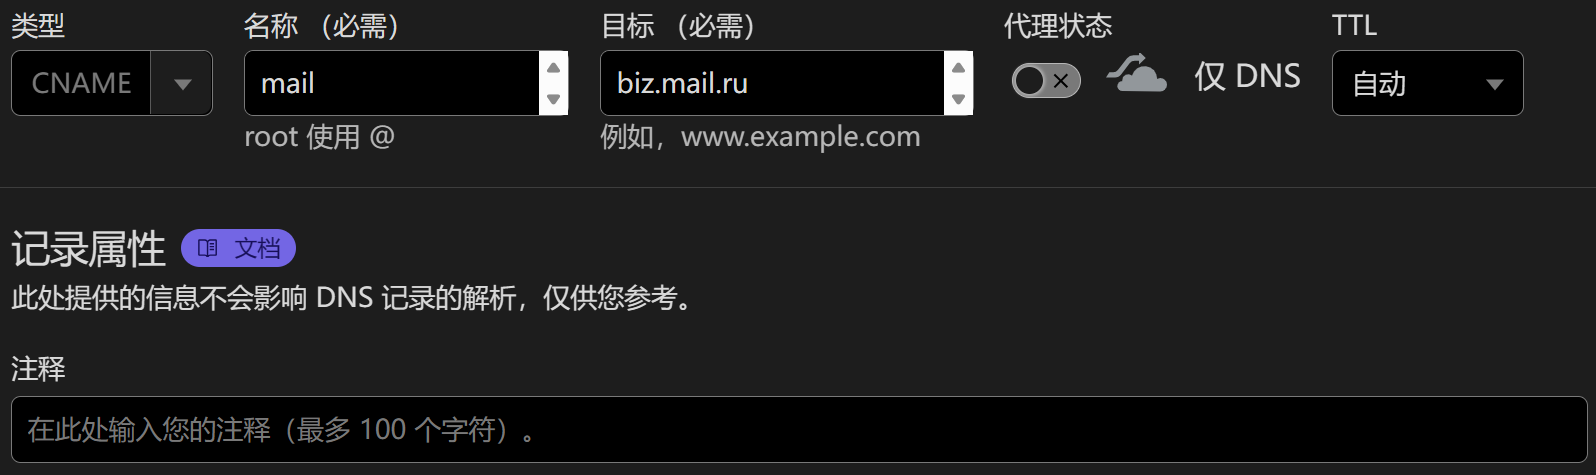 类型 名称 （必需） 目标 （必需） 代理状态 TTL
CNAME mail biz.mail.ru 仅 DNS 自动
root 使用 @ 例如，www.example.com
记录属性 文档
此处提供的信息不会影响 DNS 记录的解析，仅供您参考。
注释
在此处输入您的注释（最多 100 个字符）。